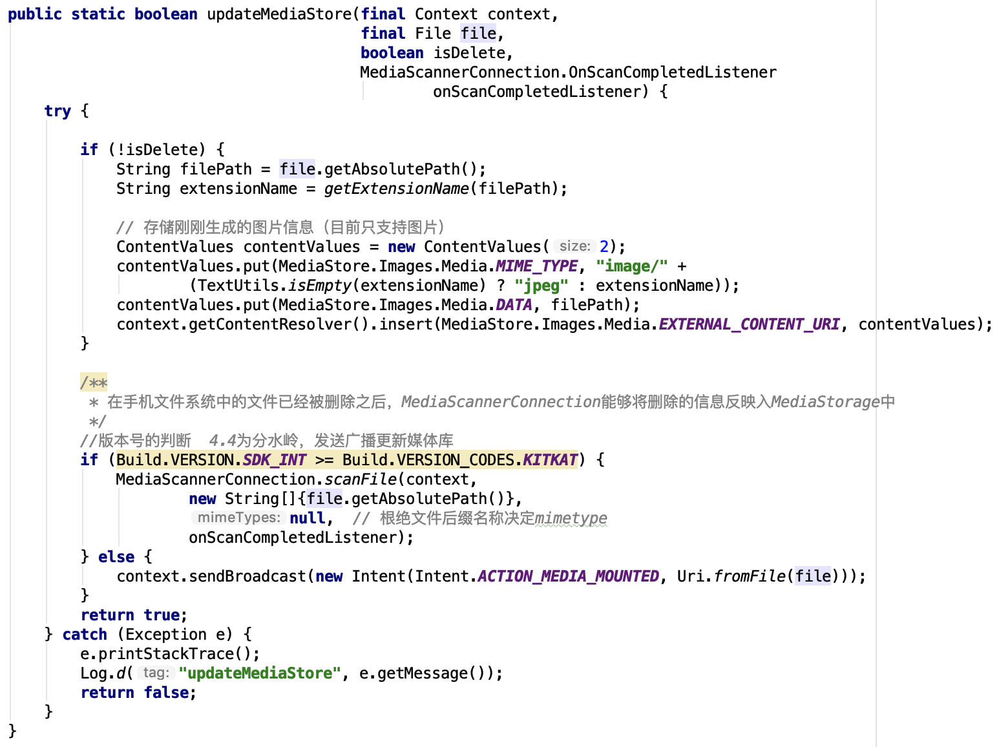 public static boolean updateMediaStore(final Context context,
final File file,
boolean isDelete,
MediaScannerConnection.OnScanCompletedListener
onScanCompletedListener) {
try {
if (!isDelete) {
String filePath = file.getAbsolutePath();
String extensionName = getExtensionName(filePath);
// 存储刚刚生成的图片信息（目前只支持图片）
ContentValues contentValues = new ContentValues( size: 2);
contentValues.put(MediaStore.Images.Media.MIME_TYPE, "image/" +
(TextUtils.isEmpty(extensionName) ? "jpeg" : extensionName));
contentValues.put(MediaStore.Images.Media.DATA, filePath);
context.getContentResolver().insert(MediaStore.Images.Media.EXTERNAL_CONTENT_URI, contentValues);
}
/**
* 在手机文件系统中的文件已经被删除之后，MediaScannerConnection能够将删除的信息反映入MediaStorage中
*/
//版本号的判断  4.4为分水岭，发送广播更新媒体库
if (Build.VERSION.SDK_INT >= Build.VERSION_CODES.KITKAT) {
MediaScannerConnection.scanFile(context,
new String[]{file.getAbsolutePath()},
mimeTypes: null,  // 根绝文件后缀名称决定mimetype
onScanCompletedListener);
} else {
context.sendBroadcast(new Intent(Intent.ACTION_MEDIA_MOUNTED, Uri.fromFile(file)));
}
return true;
} catch (Exception e) {
e.printStackTrace();
Log.d( tag: "updateMediaStore", e.getMessage());
return false;
}
}